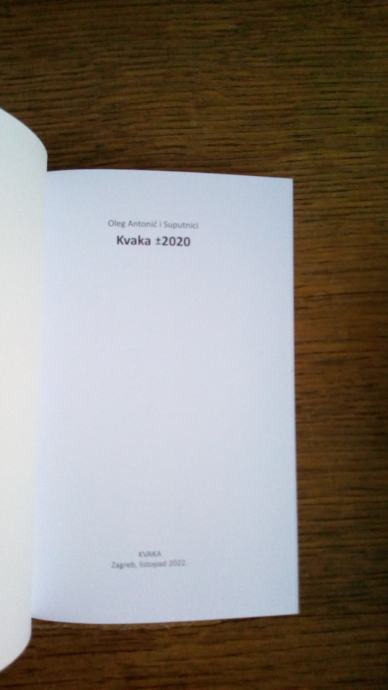 Oleg Antonić i Suputnici
Kvaka ±2020
KVAKA
Zagreb, listopad 2022.